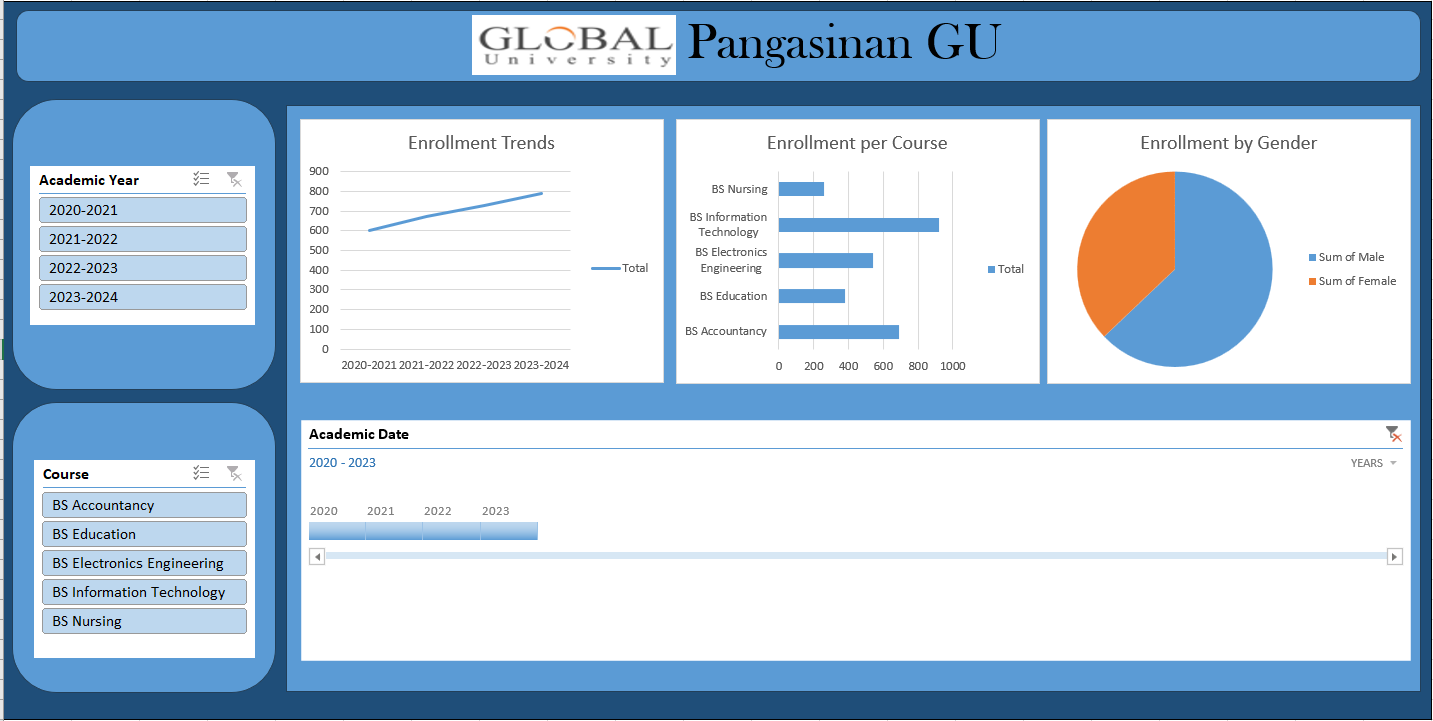 GLOBAL
University
Pangasinan GU
Academic Year
2020-2021
2021-2022
2022-2023
2023-2024
Course
BS Accountancy
BS Education
BS Electronics Engineering
BS Information Technology
BS Nursing
Enrollment Trends
900
800
700
600
500
400
300
200
100
0
2020-2021 2021-2022 2022-2023 2023-2024
Total
Enrollment per Course
BS Nursing
BS Information
Technology
BS Electronics
Engineering
BS Education
BS Accountancy
0 200 400 600 800 1000
Total
Enrollment by Gender
Sum of Male
Sum of Female
Academic Date
2020 - 2023
YEARS
2020 2021 2022 2023